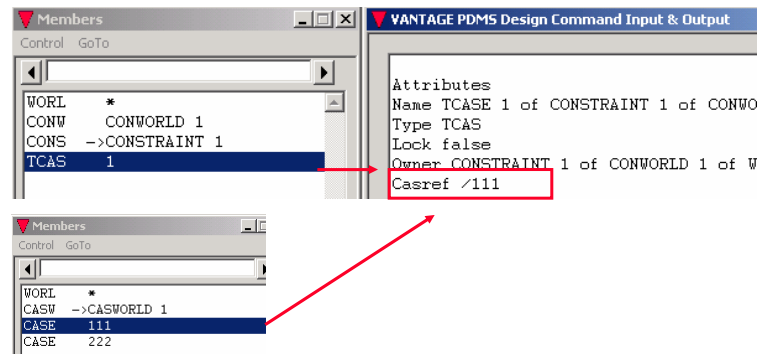 Members
Control GoTo
WORL *
CONW CONWORLD 1
CONS ->CONSTRAINT 1
TCAS 1
VANTAGE PDMS Design Command Input & Output
Attributes
Name TCASE 1 of CONSTRAINT 1 of CONWO
Type TCAS
Lock false
Owner CONSTRAINT 1 of CONWORLD 1 of W
Casref /111
Members
Control GoTo
WORL *
CASW ->CASWORLD 1
CASE 111
CASE 222